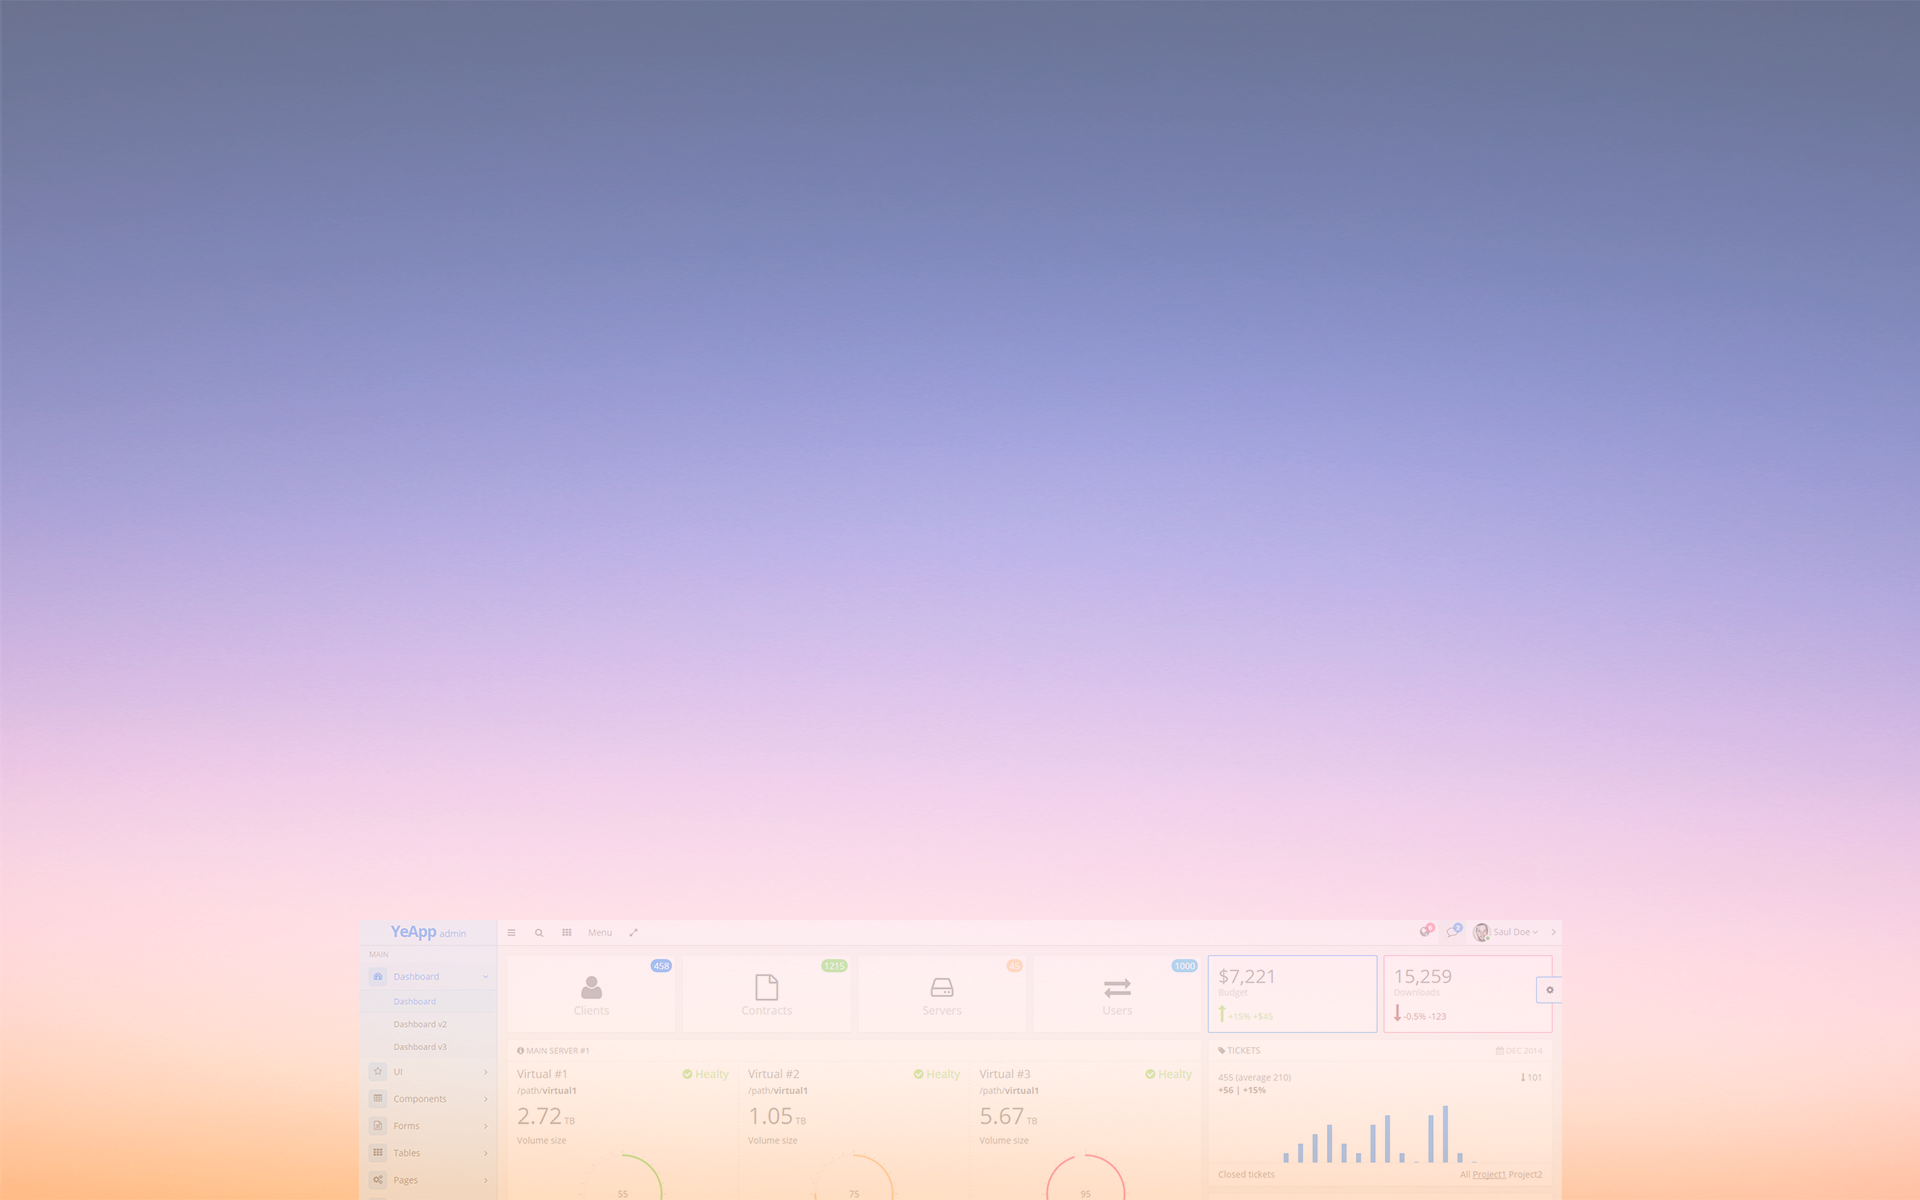 YeApp admin
Menu
6
2
Saul Doe
MAIN
Dashboard
Dashboard
Dashboard v2
Dashboard v3
UI
Components
Forms
Tables
Pages
458
Clients
1215
Contracts
45
Servers
1000
Users
$7,221
Budget
+15% +$45
15,259
Downloads
-0.5% -123
MAIN SERVER #1
Virtual #1
Healty
/path/virtual1
2.72 TB
Volume size
55
Virtual #2
Healty
/path/virtual1
1.05 TB
Volume size
75
Virtual #3
Healty
/path/virtual1
5.67 TB
Volume size
95
TICKETS
DEC 2014
455 (average 210)
101
+56 | +15%
Closed tickets
All Project1 Project2